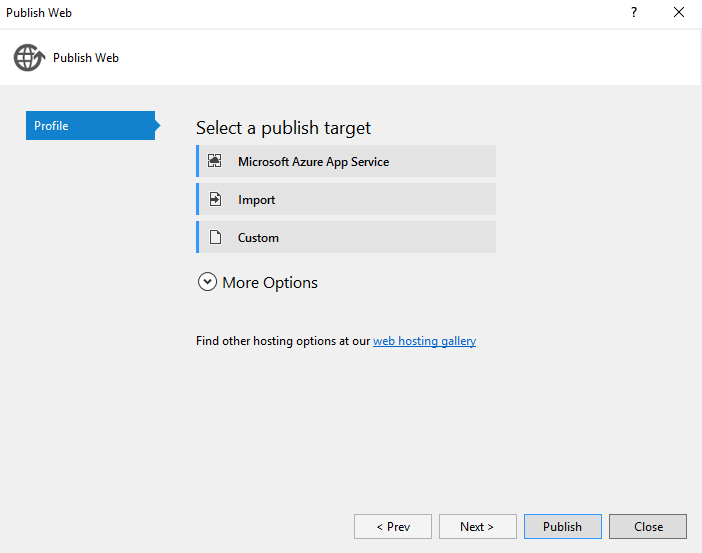 Publish Web
?
Publish Web
Profile
Select a publish target
Microsoft Azure App Service
Import
Custom
More Options
Find other hosting options at our web hosting gallery
< Prev
Next >
Publish
Close